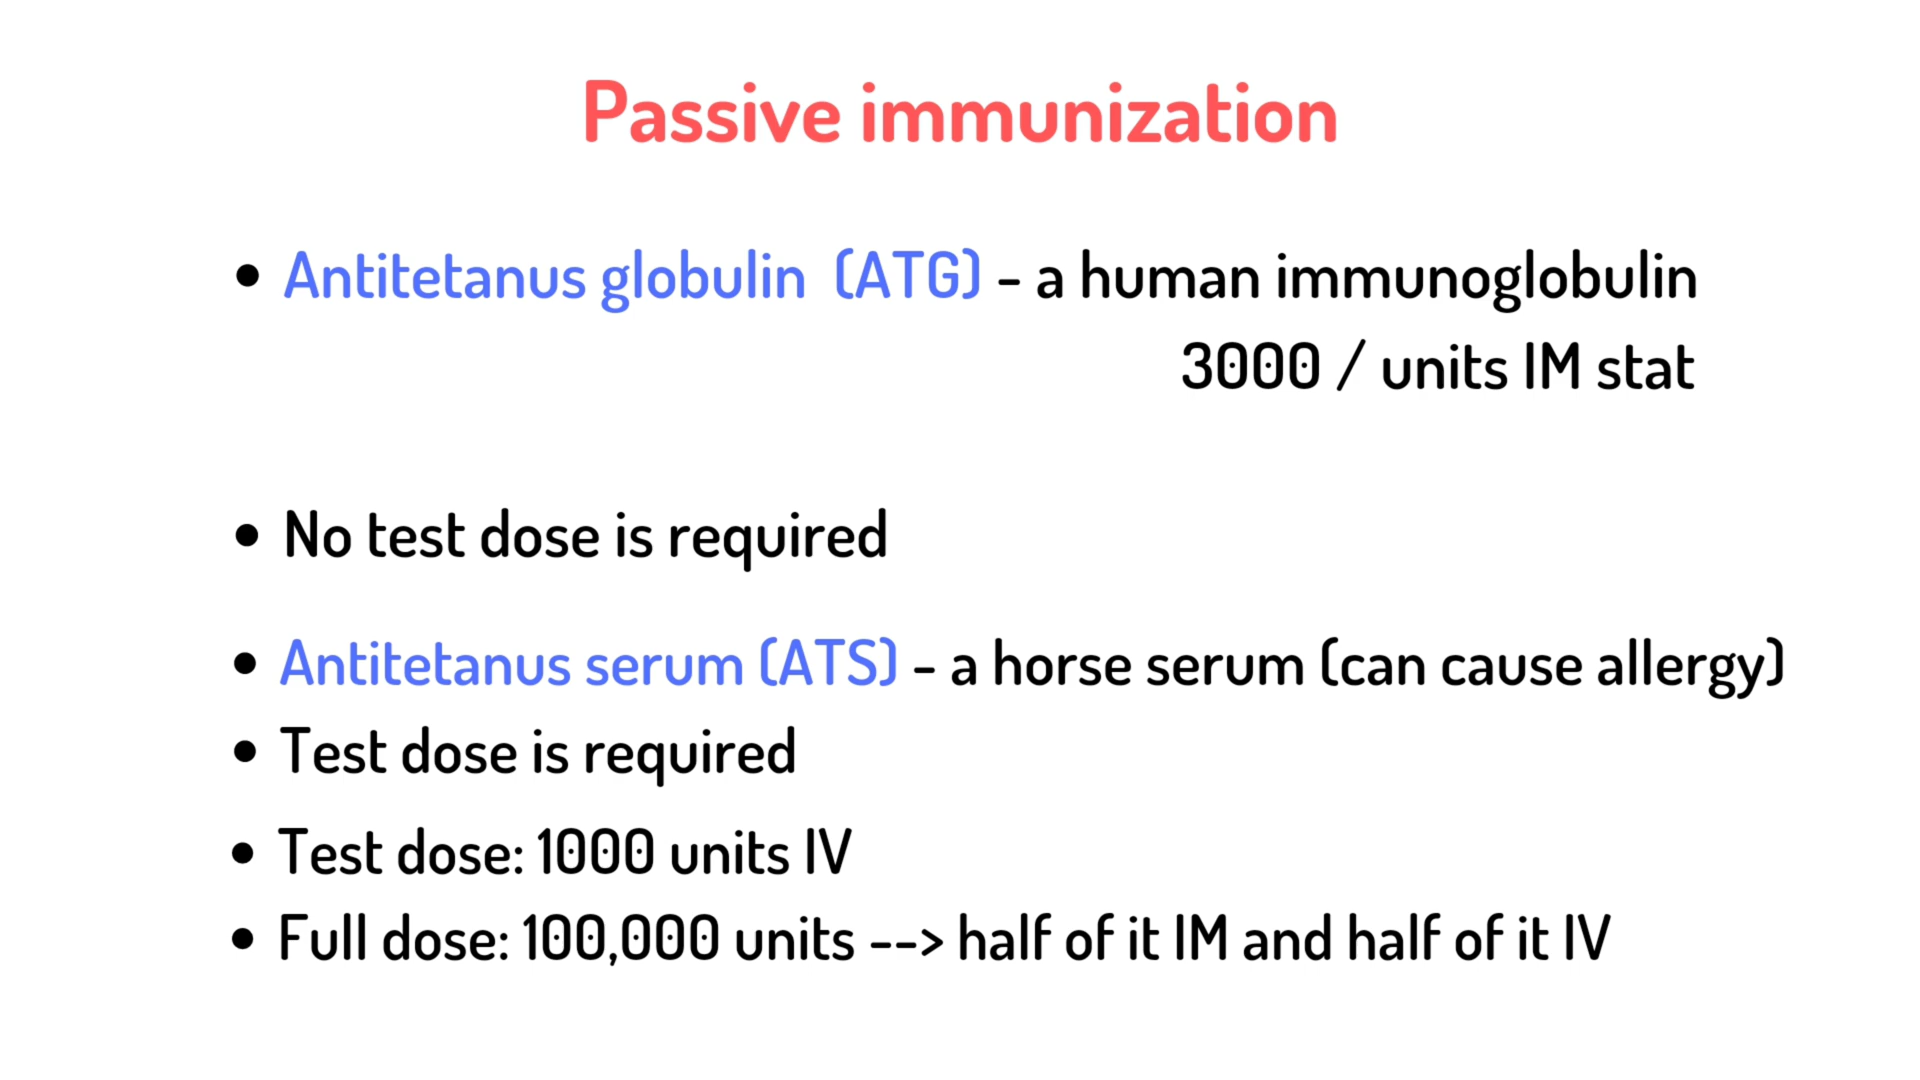 Passive immunization
• Antitetanus globulin (ATG) - a human immunoglobulin
3000 / units IM stat
• No test dose is required
• Antitetanus serum (ATS) - a horse serum (can cause allergy)
• Test dose is required
• Test dose: 1000 units IV
• Full dose: 100,000 units --> half of it IM and half of it IV